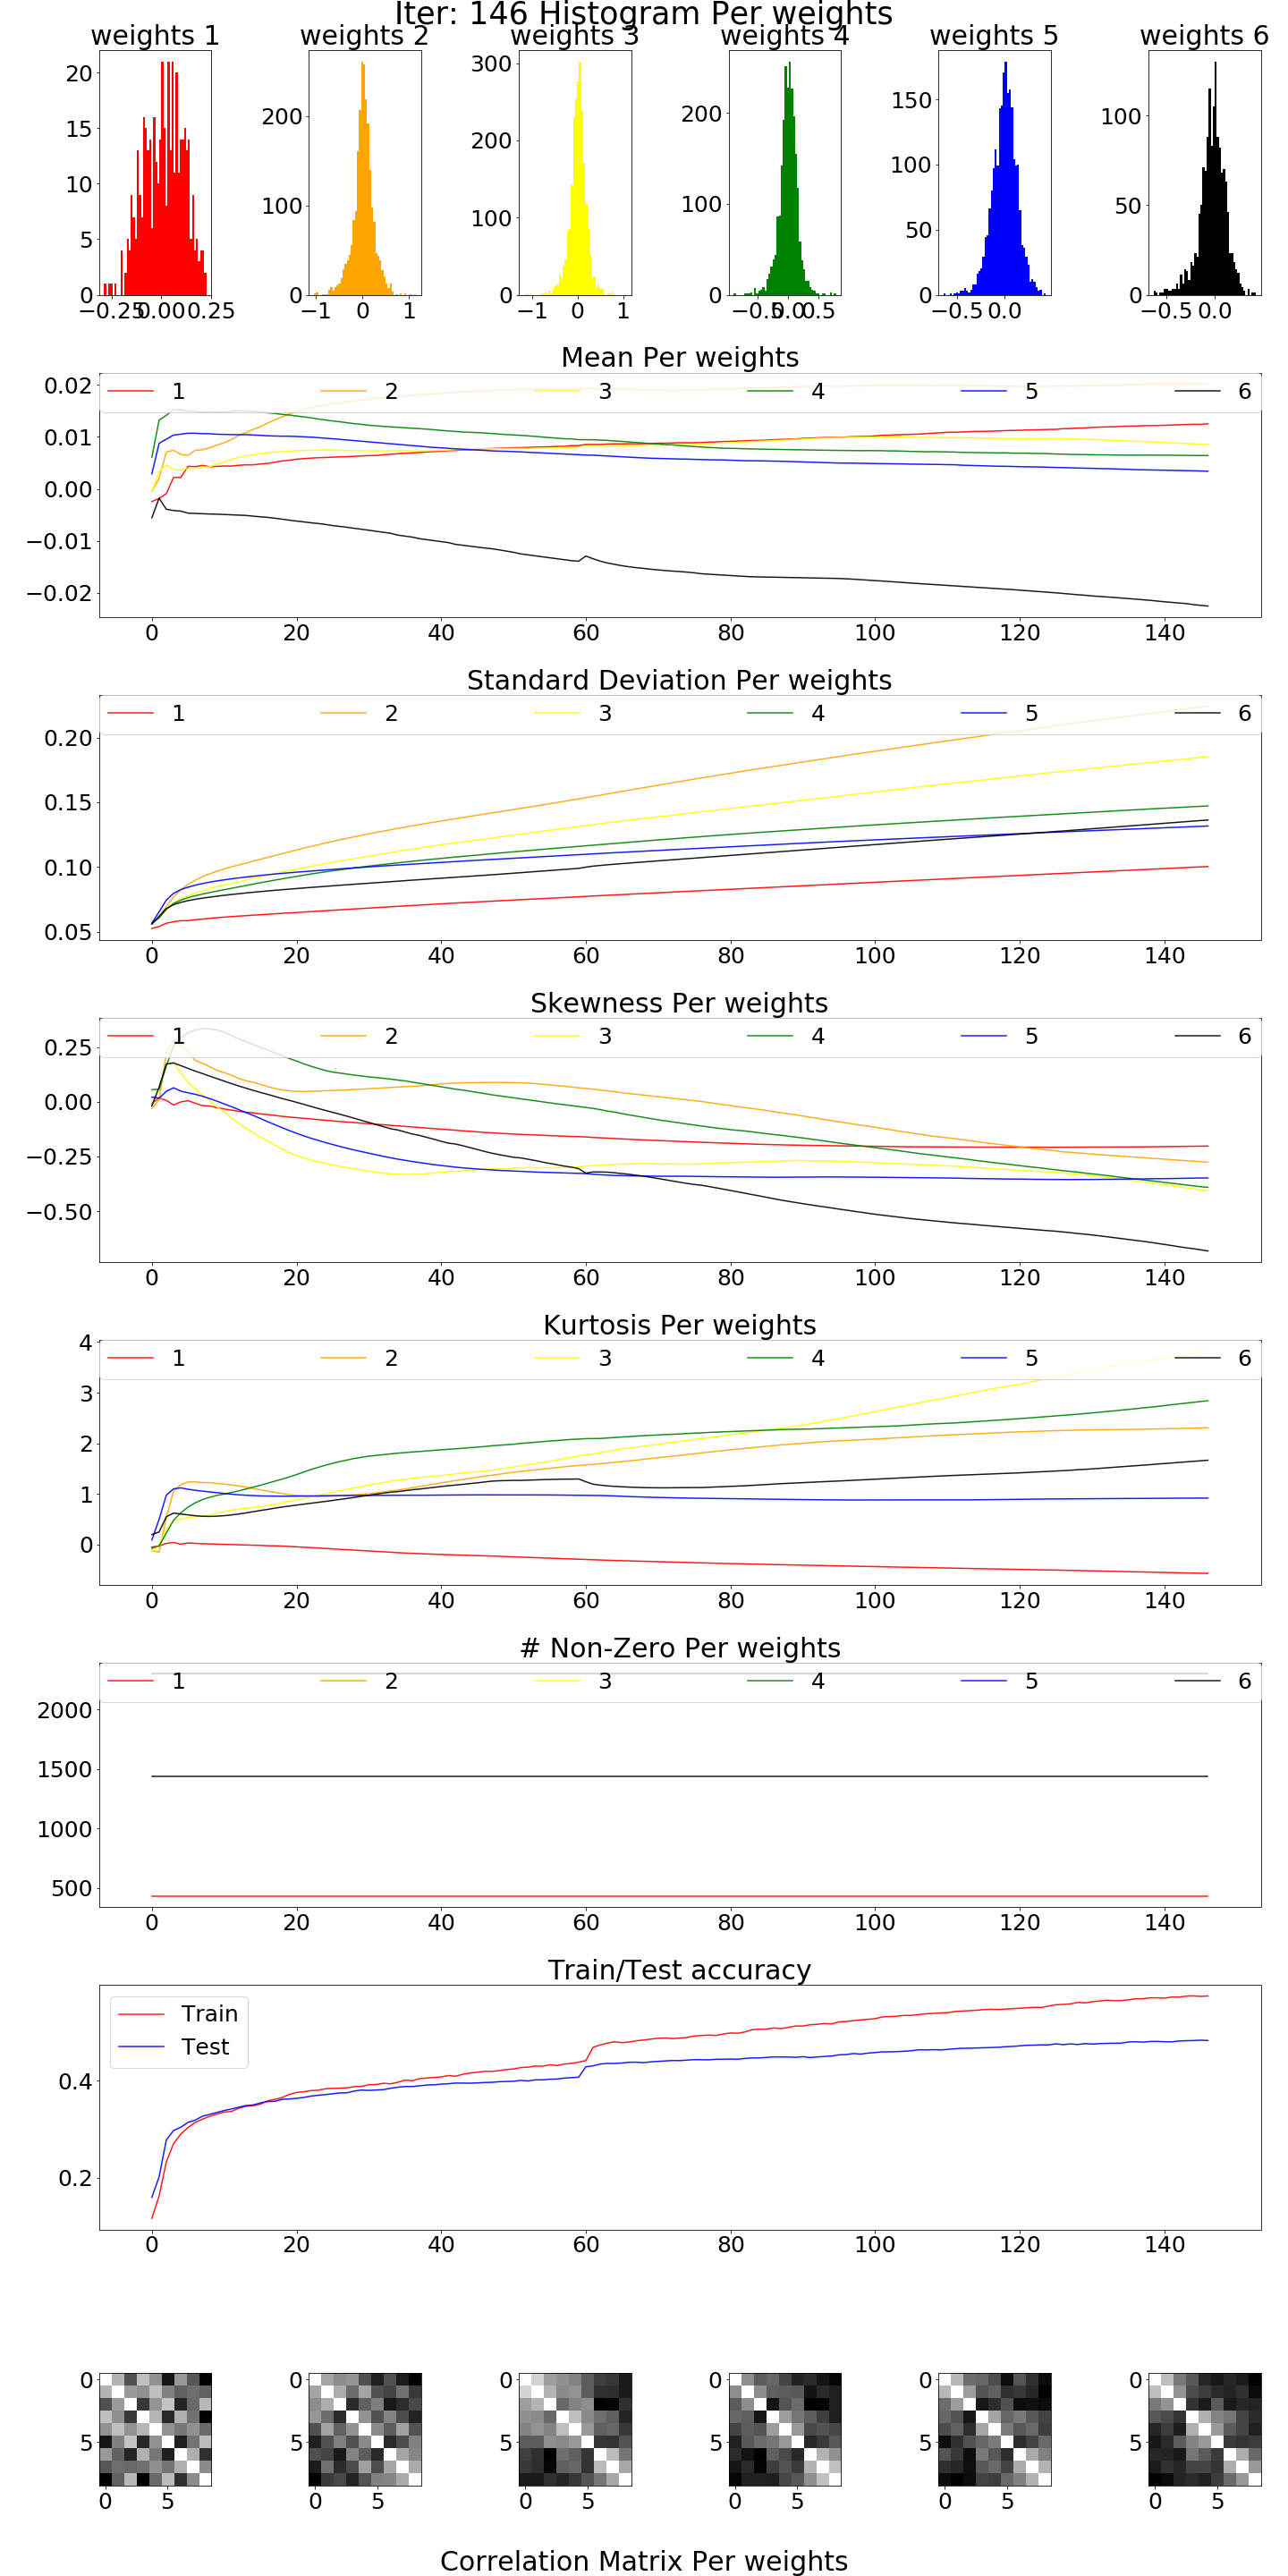 Iter: 146 Histogram Per weights
weights 1 weights 2 weights 3 weights 4 weights 5 weights 6
20 15 10 5 0
−0.25 0.00 0.25
200 100 0
−1 0 1
300 200 100 0
−1 0 1
200 100 0
−0.5 0.0 0.5
150 100 50 0
−0.5 0.0
100 50 0
−0.5 0.0
Mean Per weights
1 2 3 4 5 6
0.02
0.01
0.00
−0.01
−0.02
0 20 40 60 80 100 120 140
Standard Deviation Per weights
1 2 3 4 5 6
0.20
0.15
0.10
0.05
0 20 40 60 80 100 120 140
Skewness Per weights
1 2 3 4 5 6
0.25
0.00
−0.25
−0.50
0 20 40 60 80 100 120 140
Kurtosis Per weights
4
1 2 3 4 5 6
3
2
1
0
0 20 40 60 80 100 120 140
# Non-Zero Per weights
1 2 3 4 5 6
2000
1500
1000
500
0 20 40 60 80 100 120 140
Train/Test accuracy
Train
Test
0.4
0.2
0 20 40 60 80 100 120 140
0 0 0 0 0 0
5 5 5 5 5 5
0 5 0 5 0 5 0 5 0 5 0 5
Correlation Matrix Per weights